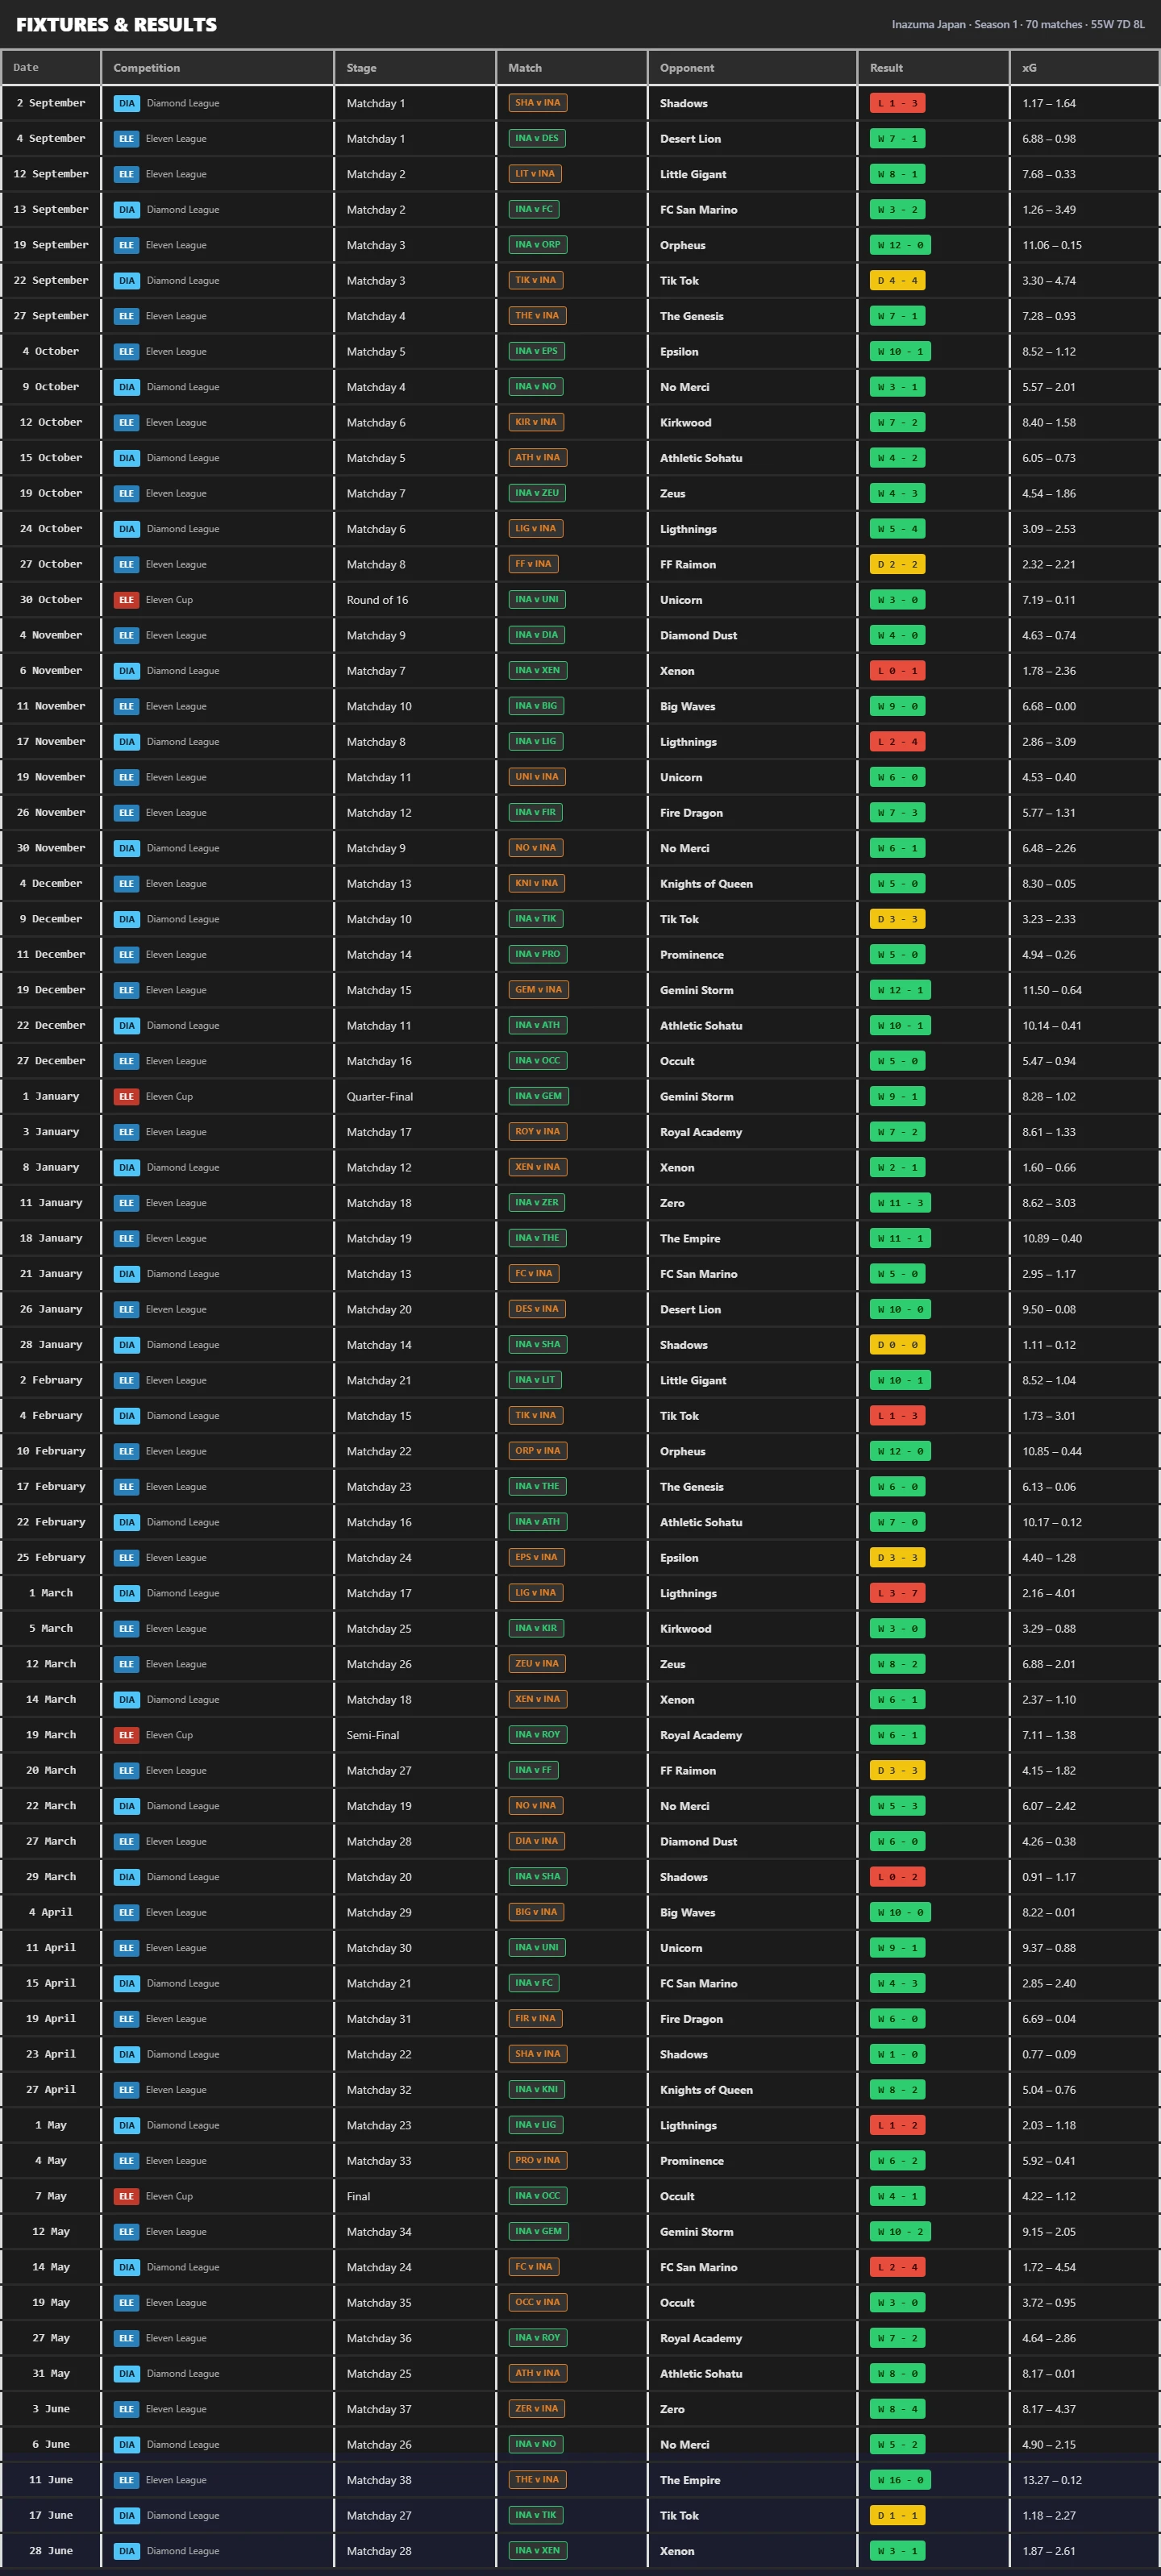 FIXTURES & RESULTS Inazuma Japan · Season 1 · 70 matches · 55W 7D 8L
Date Competition Stage Match Opponent Result xG
2 September DIA Diamond League Matchday 1 SHA v INA Shadows L 1 - 3 1.17 – 1.64
4 September ELE Eleven League Matchday 1 INA v DES Desert Lion W 7 - 1 6.88 – 0.98
12 September ELE Eleven League Matchday 2 LIT v INA Little Gigant W 8 - 1 7.68 – 0.33
13 September DIA Diamond League Matchday 2 INA v FC FC San Marino W 3 - 2 1.26 – 3.49
19 September ELE Eleven League Matchday 3 INA v ORP Orpheus W 12 - 0 11.06 – 0.15
22 September DIA Diamond League Matchday 3 TIK v INA Tik Tok D 4 - 4 3.30 – 4.74
27 September ELE Eleven League Matchday 4 THE v INA The Genesis W 7 - 1 7.28 – 0.93
4 October ELE Eleven League Matchday 5 INA v EPS Epsilon W 10 - 1 8.52 – 1.12
9 October DIA Diamond League Matchday 4 INA v NO No Merci W 3 - 1 5.57 – 2.01
12 October ELE Eleven League Matchday 6 KIR v INA Kirkwood W 7 - 2 8.40 – 1.58
15 October DIA Diamond League Matchday 5 ATH v INA Athletic Sohatu W 4 - 2 6.05 – 0.73
19 October ELE Eleven League Matchday 7 INA v ZEU Zeus W 4 - 3 4.54 – 1.86
24 October DIA Diamond League Matchday 6 LIG v INA Ligthnings W 5 - 4 3.09 – 2.53
27 October ELE Eleven League Matchday 8 FF v INA FF Raimon D 2 - 2 2.32 – 2.21
30 October ELE Eleven Cup Round of 16 INA v UNI Unicorn W 3 - 0 7.19 – 0.11
4 November ELE Eleven League Matchday 9 INA v DIA Diamond Dust W 4 - 0 4.63 – 0.74
6 November DIA Diamond League Matchday 7 INA v XEN Xenon L 0 - 1 1.78 – 2.36
11 November ELE Eleven League Matchday 10 INA v BIG Big Waves W 9 - 0 6.68 – 0.00
17 November DIA Diamond League Matchday 8 INA v LIG Ligthnings L 2 - 4 2.86 – 3.09
19 November ELE Eleven League Matchday 11 UNI v INA Unicorn W 6 - 0 4.53 – 0.40
26 November ELE Eleven League Matchday 12 INA v FIR Fire Dragon W 7 - 3 5.77 – 1.31
30 November DIA Diamond League Matchday 9 NO v INA No Merci W 6 - 1 6.48 – 2.26
4 December ELE Eleven League Matchday 13 KNI v INA Knights of Queen W 5 - 0 8.30 – 0.05
9 December DIA Diamond League Matchday 10 INA v TIK Tik Tok D 3 - 3 3.23 – 2.33
11 December ELE Eleven League Matchday 14 INA v PRO Prominence W 5 - 0 4.94 – 0.26
19 December ELE Eleven League Matchday 15 GEM v INA Gemini Storm W 12 - 1 11.50 – 0.64
22 December DIA Diamond League Matchday 11 INA v ATH Athletic Sohatu W 10 - 1 10.14 – 0.41
27 December ELE Eleven League Matchday 16 INA v OCC Occult W 5 - 0 5.47 – 0.94
1 January ELE Eleven Cup Quarter-Final INA v GEM Gemini Storm W 9 - 1 8.28 – 1.02
3 January ELE Eleven League Matchday 17 ROY v INA Royal Academy W 7 - 2 8.61 – 1.33
8 January DIA Diamond League Matchday 12 XEN v INA Xenon W 2 - 1 1.60 – 0.66
11 January ELE Eleven League Matchday 18 INA v ZER Zero W 11 - 3 8.62 – 3.03
18 January ELE Eleven League Matchday 19 INA v THE The Empire W 11 - 1 10.89 – 0.40
21 January DIA Diamond League Matchday 13 FC v INA FC San Marino W 5 - 0 2.95 – 1.17
26 January ELE Eleven League Matchday 20 DES v INA Desert Lion W 10 - 0 9.50 – 0.08
28 January DIA Diamond League Matchday 14 INA v SHA Shadows D 0 - 0 1.11 – 0.12
2 February ELE Eleven League Matchday 21 INA v LIT Little Gigant W 10 - 1 8.52 – 1.04
4 February DIA Diamond League Matchday 15 TIK v INA Tik Tok L 1 - 3 1.73 – 3.01
10 February ELE Eleven League Matchday 22 ORP v INA Orpheus W 12 - 0 10.85 – 0.44
17 February ELE Eleven League Matchday 23 INA v THE The Genesis W 6 - 0 6.13 – 0.06
22 February DIA Diamond League Matchday 16 INA v ATH Athletic Sohatu W 7 - 0 10.17 – 0.12
25 February ELE Eleven League Matchday 24 EPS v INA Epsilon D 3 - 3 4.40 – 1.28
1 March DIA Diamond League Matchday 17 LIG v INA Ligthnings L 3 - 7 2.16 – 4.01
5 March ELE Eleven League Matchday 25 INA v KIR Kirkwood W 3 - 0 3.29 – 0.88
12 March ELE Eleven League Matchday 26 ZEU v INA Zeus W 8 - 2 6.88 – 2.01
14 March DIA Diamond League Matchday 18 XEN v INA Xenon W 6 - 1 2.37 – 1.10
19 March ELE Eleven Cup Semi-Final INA v ROY Royal Academy W 6 - 1 7.11 – 1.38
20 March ELE Eleven League Matchday 27 INA v FF FF Raimon D 3 - 3 4.15 – 1.82
22 March DIA Diamond League Matchday 19 NO v INA No Merci W 5 - 3 6.07 – 2.42
27 March ELE Eleven League Matchday 28 DIA v INA Diamond Dust W 6 - 0 4.26 – 0.38
29 March DIA Diamond League Matchday 20 INA v SHA Shadows L 0 - 2 0.91 – 1.17
4 April ELE Eleven League Matchday 29 BIG v INA Big Waves W 10 - 0 8.22 – 0.01
11 April ELE Eleven League Matchday 30 INA v UNI Unicorn W 9 - 1 9.37 – 0.88
15 April DIA Diamond League Matchday 21 INA v FC FC San Marino W 4 - 3 2.85 – 2.40
19 April ELE Eleven League Matchday 31 FIR v INA Fire Dragon W 6 - 0 6.69 – 0.04
23 April DIA Diamond League Matchday 22 SHA v INA Shadows W 1 - 0 0.77 – 0.09
27 April ELE Eleven League Matchday 32 INA v KNI Knights of Queen W 8 - 2 5.04 – 0.76
1 May DIA Diamond League Matchday 23 INA v LIG Ligthnings L 1 - 2 2.03 – 1.18
4 May ELE Eleven League Matchday 33 PRO v INA Prominence W 6 - 2 5.92 – 0.41
7 May ELE Eleven Cup Final INA v OCC Occult W 4 - 1 4.22 – 1.12
12 May ELE Eleven League Matchday 34 INA v GEM Gemini Storm W 10 - 2 9.15 – 2.05
14 May DIA Diamond League Matchday 24 FC v INA FC San Marino L 2 - 4 1.72 – 4.54
19 May ELE Eleven League Matchday 35 OCC v INA Occult W 3 - 0 3.72 – 0.95
27 May ELE Eleven League Matchday 36 INA v ROY Royal Academy W 7 - 2 4.64 – 2.86
31 May DIA Diamond League Matchday 25 ATH v INA Athletic Sohatu W 8 - 0 8.17 – 0.01
3 June ELE Eleven League Matchday 37 ZER v INA Zero W 8 - 4 8.17 – 4.37
6 June DIA Diamond League Matchday 26 INA v NO No Merci W 5 - 2 4.90 – 2.15
11 June ELE Eleven League Matchday 38 THE v INA The Empire W 16 - 0 13.27 – 0.12
17 June DIA Diamond League Matchday 27 INA v TIK Tik Tok D 1 - 1 1.18 – 2.27
28 June DIA Diamond League Matchday 28 INA v XEN Xenon W 3 - 1 1.87 – 2.61